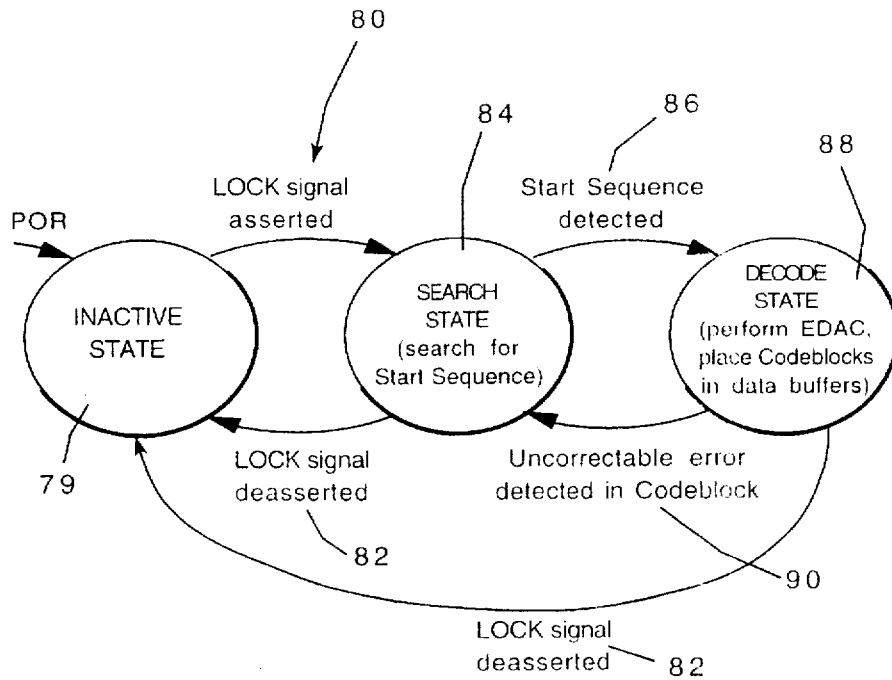 80
84
86
88
LOCK signal
asserted
Start Sequence
detected
POR
INACTIVE
STATE
SEARCH
STATE
(search for
Start Sequence)
DECODE
STATE
(perform EDAC,
place Codeblocks
in data buffers)
79
LOCK signal
deasserted
82
Uncorrectable error
detected in Codeblock
90
LOCK signal
deasserted
82